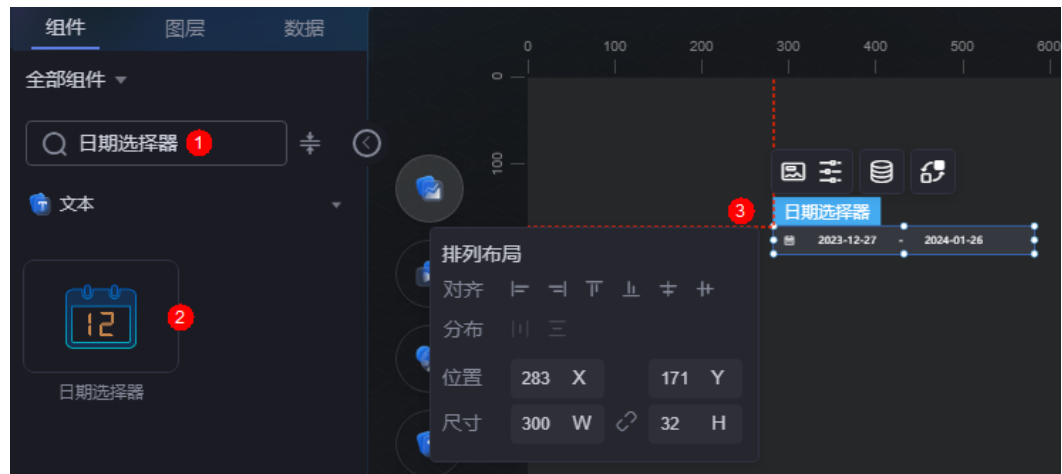 组件 图层 数据
全部组件
日期选择器 1
文本
12 2
日期选择器
0 100 200 300 400 500 600
0
100
日期选择器
3
2023-12-27 - 2024-01-26
排列布局
对齐
分布
位置 283 X 171 Y
尺寸 300 W 32 H